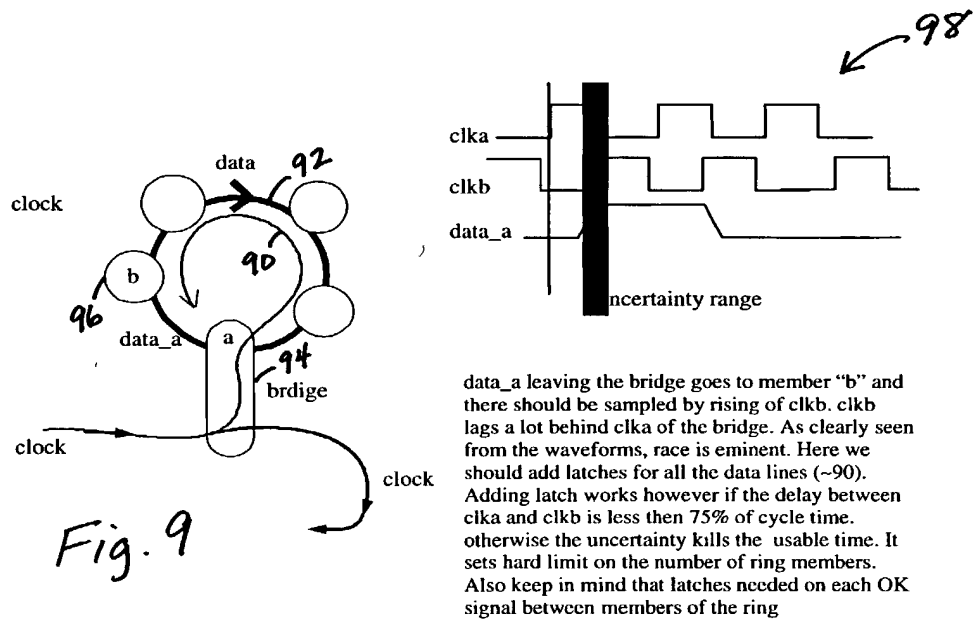 98
clka
clkb
data_a
ncertainty range
data
92
clock
90
b
96
data_a
a
94
brdige
clock
clock
Fig. 9
data_a leaving the bridge goes to member “b” and
there should be sampled by rising of clkb. clkb
lags a lot behind clka of the bridge. As clearly seen
from the waveforms, race is eminent. Here we
should add latches for all the data lines (~90).
Adding latch works however if the delay between
clka and clkb is less then 75% of cycle time.
otherwise the uncertainty kills the usable time. It
sets hard limit on the number of ring members.
Also keep in mind that latches needed on each OK
signal between members of the ring